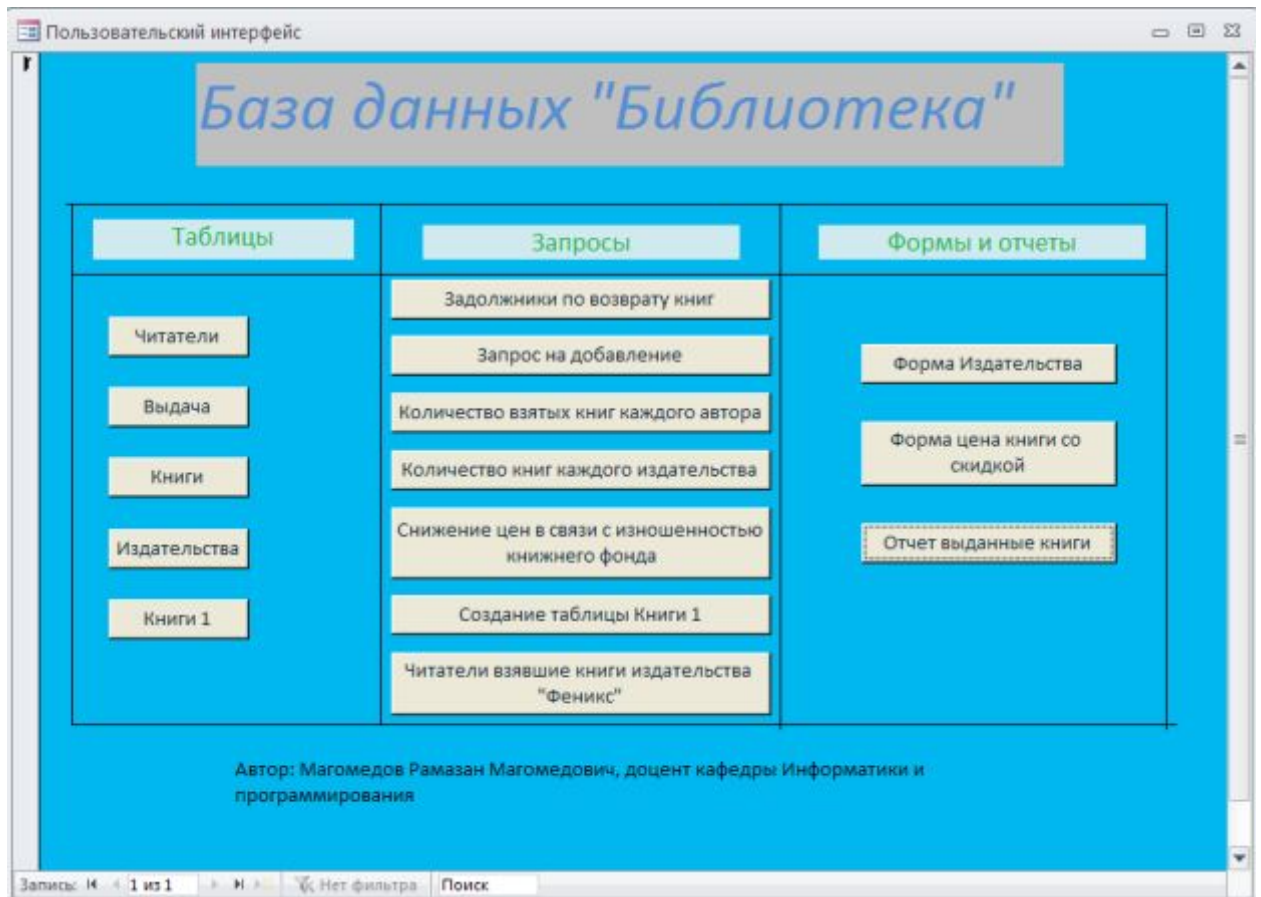 Пользовательский интерфейс
База данных "Библиотека"
Таблицы
Запросы
Формы и отчеты
Читатели
Выдача
Книги
Издательства
Книги 1
Задолжники по возврату книг
Запрос на добавление
Количество взятых книг каждого автора
Количество книг каждого издательства
Снижение цен в связи с изношенностью
книжнего фонда
Создание таблицы Книги 1
Читатели взявшие книги издательства
"Феникс"
Форма Издательства
Форма цена книги со
скидкой
Отчет выданные книги
Автор: Магомедов Рамазан Магомедович, доцент кафедры Информатики и
программирования
Запись: 1 из 1 Нет фильтра Поиск